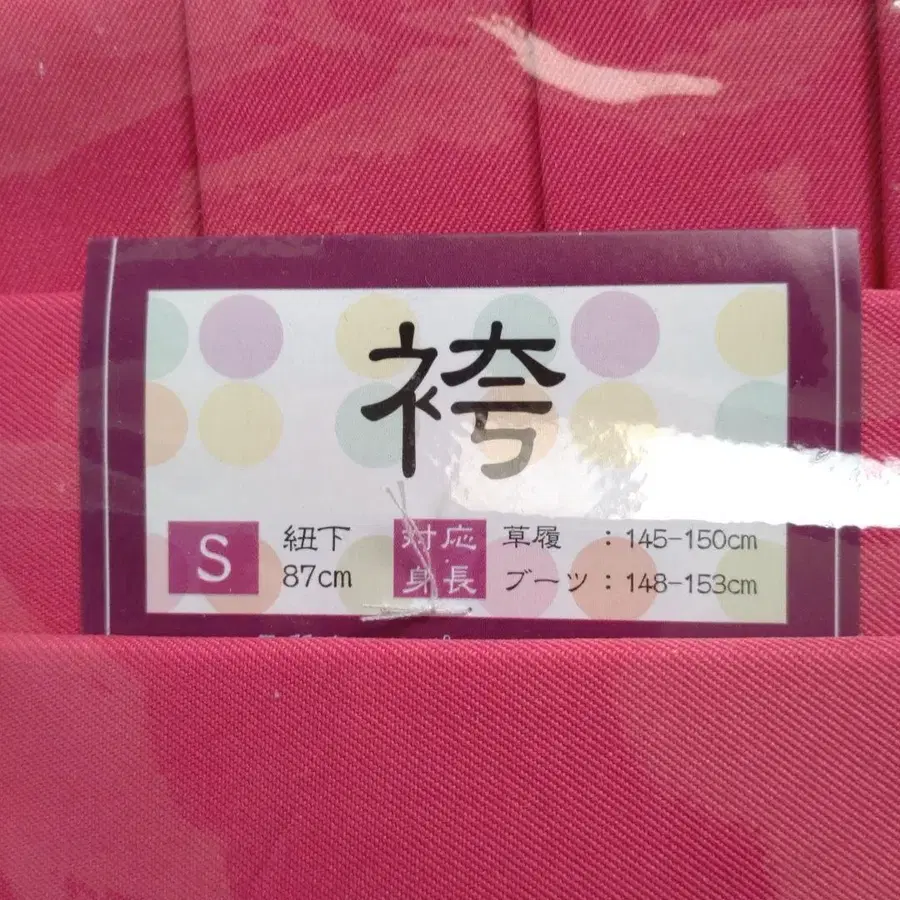 袴
S
紐下
87cm
対応
身長
草履 : 145-150cm
ブーツ : 148-153cm